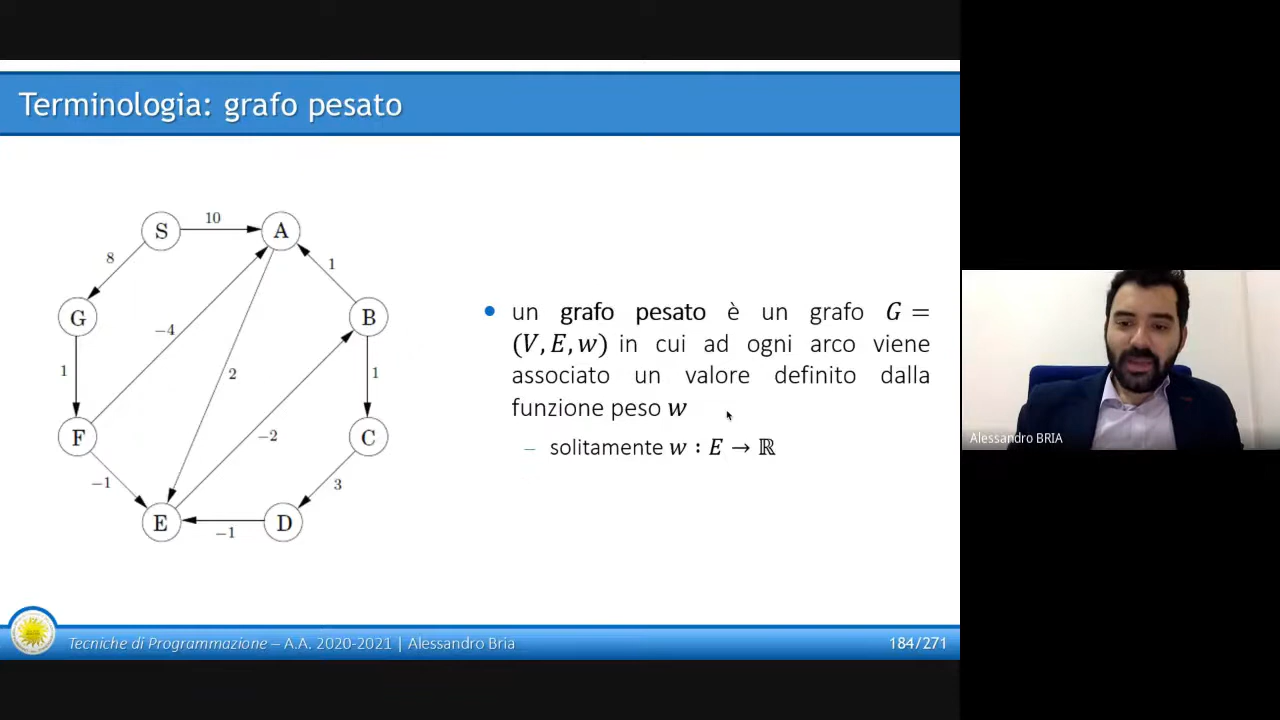 Terminologia: grafo pesato
10
S
A
8
1
G
B
−4
1
2
1
−2
F
C
−1
3
E
D
−1
• un grafo pesato è un grafo G =
(V, E, w) in cui ad ogni arco viene
associato un valore definito dalla
funzione peso w
– solitamente w : E → ℝ
Alessandro BRIA
Tecniche di Programmazione – A.A. 2020-2021 | Alessandro Bria
184/271